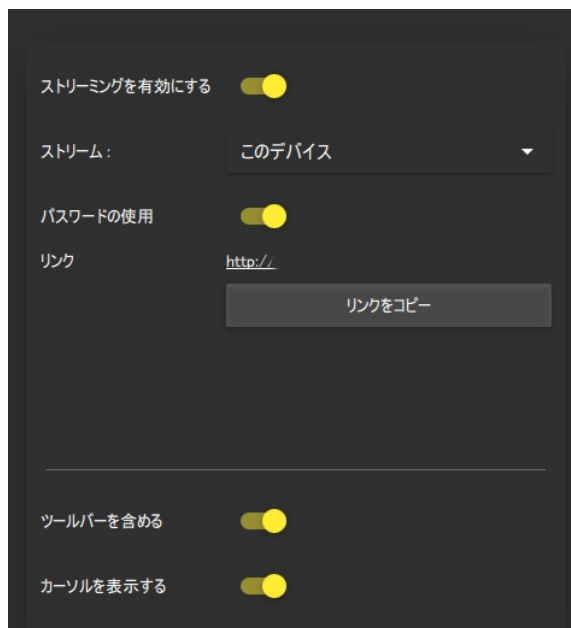 ストリーミングを有効にする
ストリーム :
このデバイス
パスワードの使用
リンク
http://
リンクをコピー
ツールバーを含める
カーソルを表示する